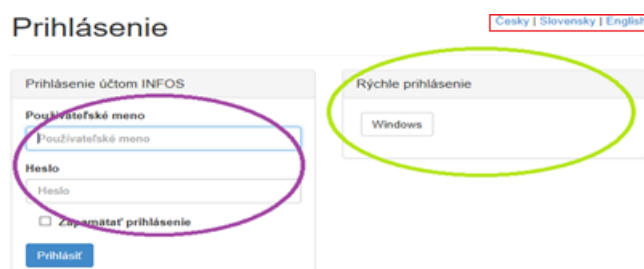 Prihlásenie
Česky | Slovensky | English
Prihlásenie účtom INFOS
Používateľské meno
Používateľské meno
Heslo
Heslo
Zapamätať prihlásenie
Prihlásiť
Rýchle prihlásenie
Windows